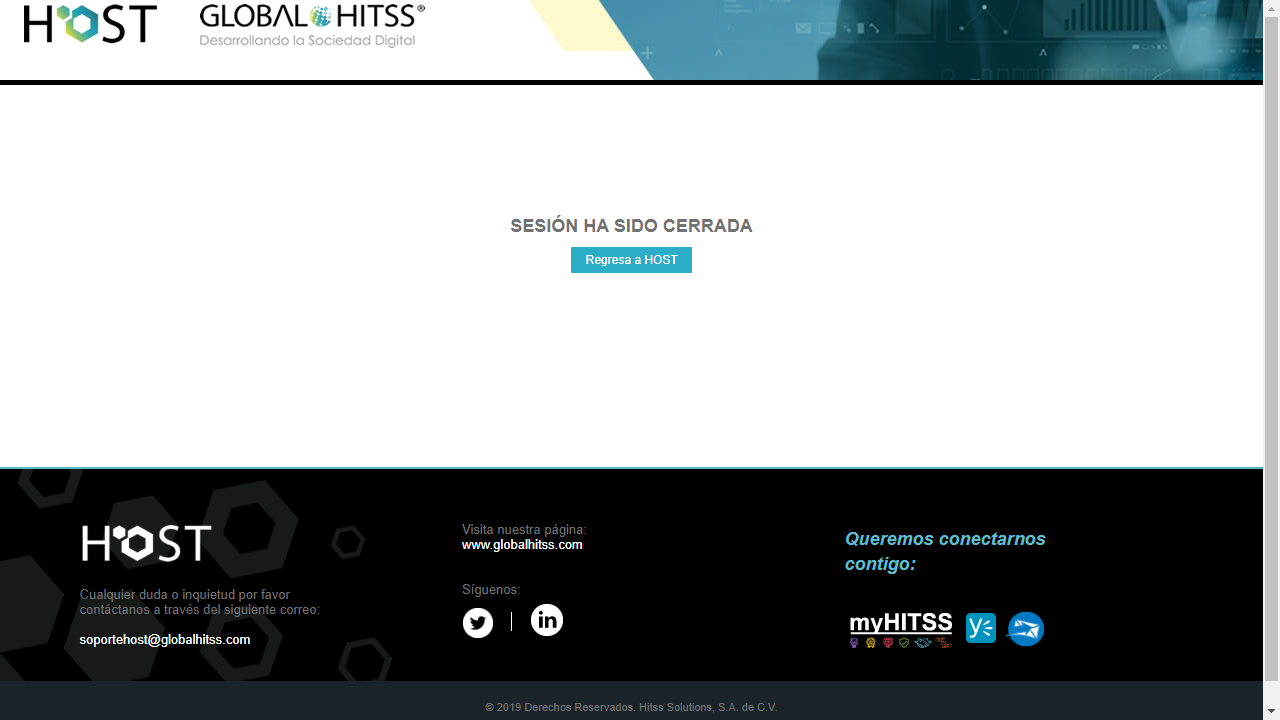 HOST
GLOBAL HITSS®
Desarrollando la Sociedad Digital
SESIÓN HA SIDO CERRADA
Regresa a HOST
HOST
Cualquier duda o inquietud por favor
contáctanos a través del siguiente correo:
soportehost@globalhitss.com
Visita nuestra página:
www.globalhitss.com
Síguenos:
in
Queremos conectarnos
contigo:
myHITSS
© 2019 Derechos Reservados. Hitss Solutions, S.A. de C.V.